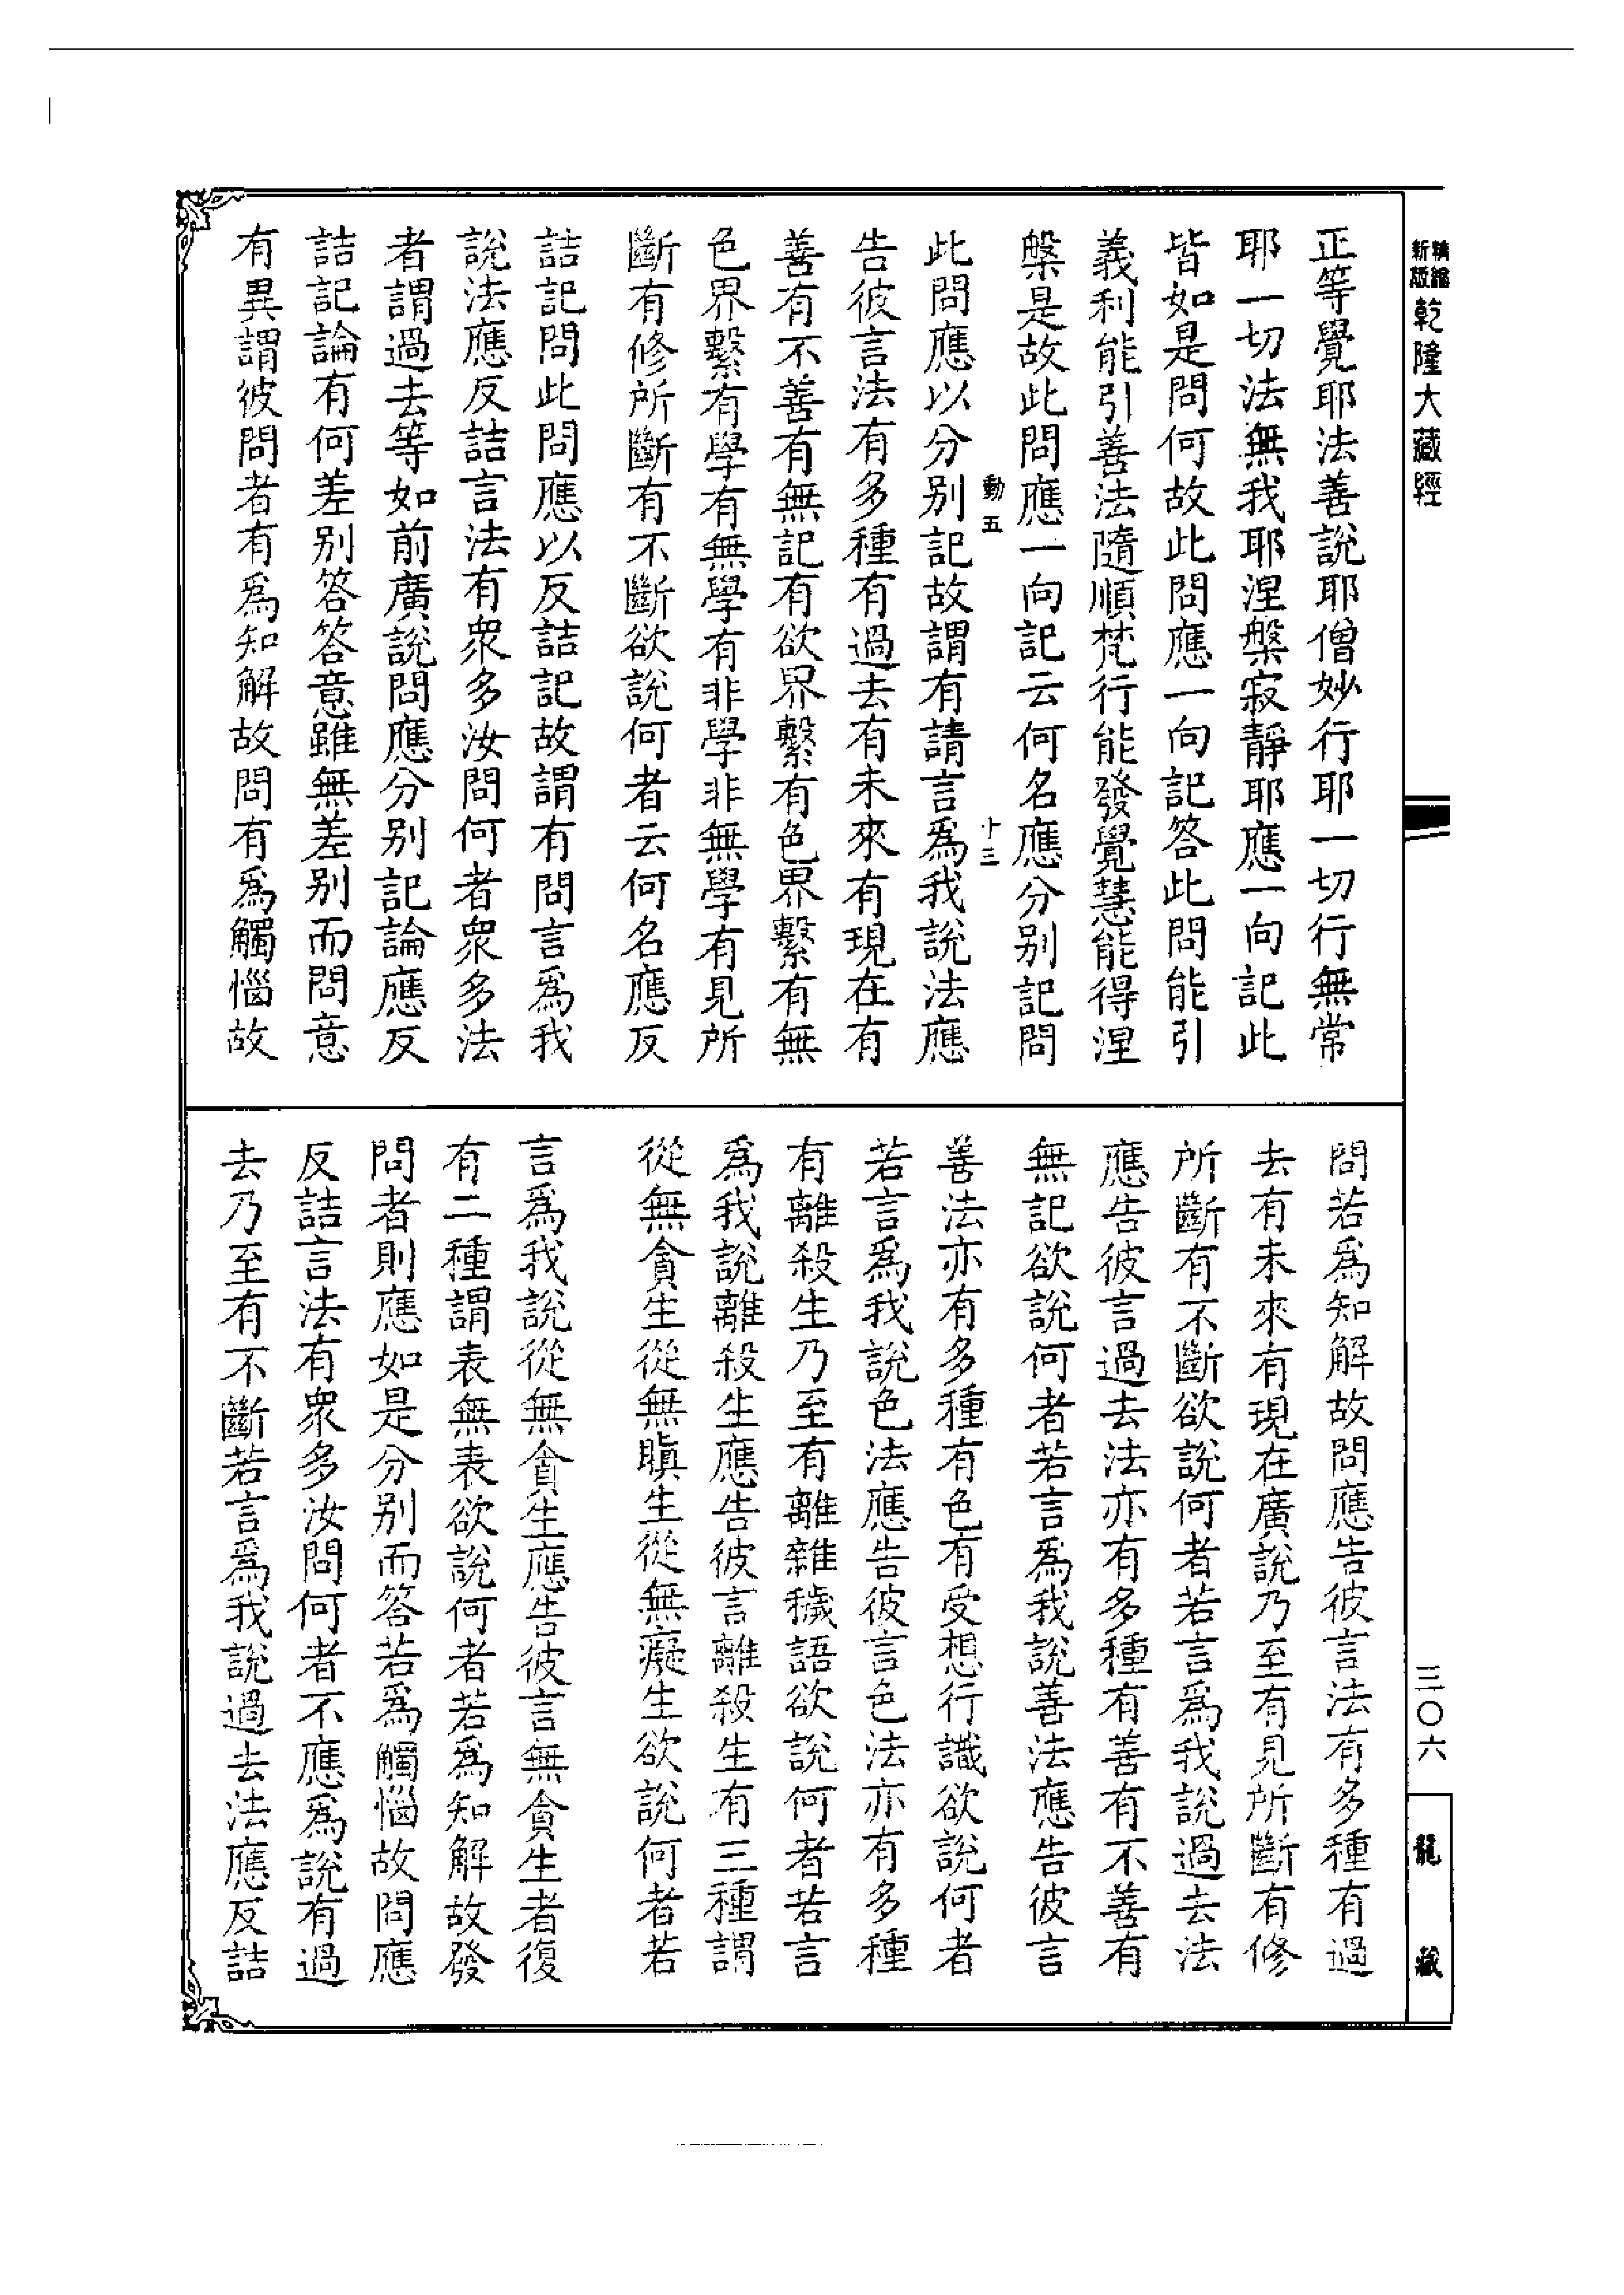 精縮新版乾隆大藏經
正等覺耶法善說耶僧妙行耶一切行無常
耶一切法無我耶涅槃寂靜耶應一向記此
皆如是問何故此問應一向記答此問能引
義利能引善法隨順梵行能發覺慧能得涅
槃是故此問應一向記云何名應分別記問
動五 十三
此問應以分別記故謂有請言為我說法應
告彼言法有多種有過去有未來有現在有
善有不善有無記有欲界繫有色界繫有無
色界繫有學有無學有非學非無學有見所
斷有修所斷有不斷欲說何者云何名應反
詰記問此問應以反詰記故謂有問言為我
說法應反詰言法有衆多汝問何者衆多法
者謂過去等如前廣說問應分別記論應反
詰記論有何差別答答意雖無差別而問意
有異謂彼問者有為知解故問有為觸惱故
問若為知解故問應告彼言法有多種有過
去有未來有現在廣說乃至有見所斷有修
所斷有不斷欲說何者若言為我說過去法
應告彼言過去法亦有多種有善有不善有
無記欲說何者若言為我說善法應告彼言
善法亦有多種有色有受想行識欲說何者
若言為我說色法應告彼言色法亦有多種
有離殺生乃至有離雜穢語欲說何者若言
為我說離殺生應告彼言離殺生有三種謂
從無貪生從無瞋生從無癡生欲說何者若
言為我說從無貪生應告彼言無貪生者復
有二種謂表無表欲說何者若為知解故發
問者則應如是分別而答若為觸惱故問應
反詰言法有衆多汝問何者不應為說有過
去乃至有不斷若言為我說過去法應反詰
三〇六
龍藏